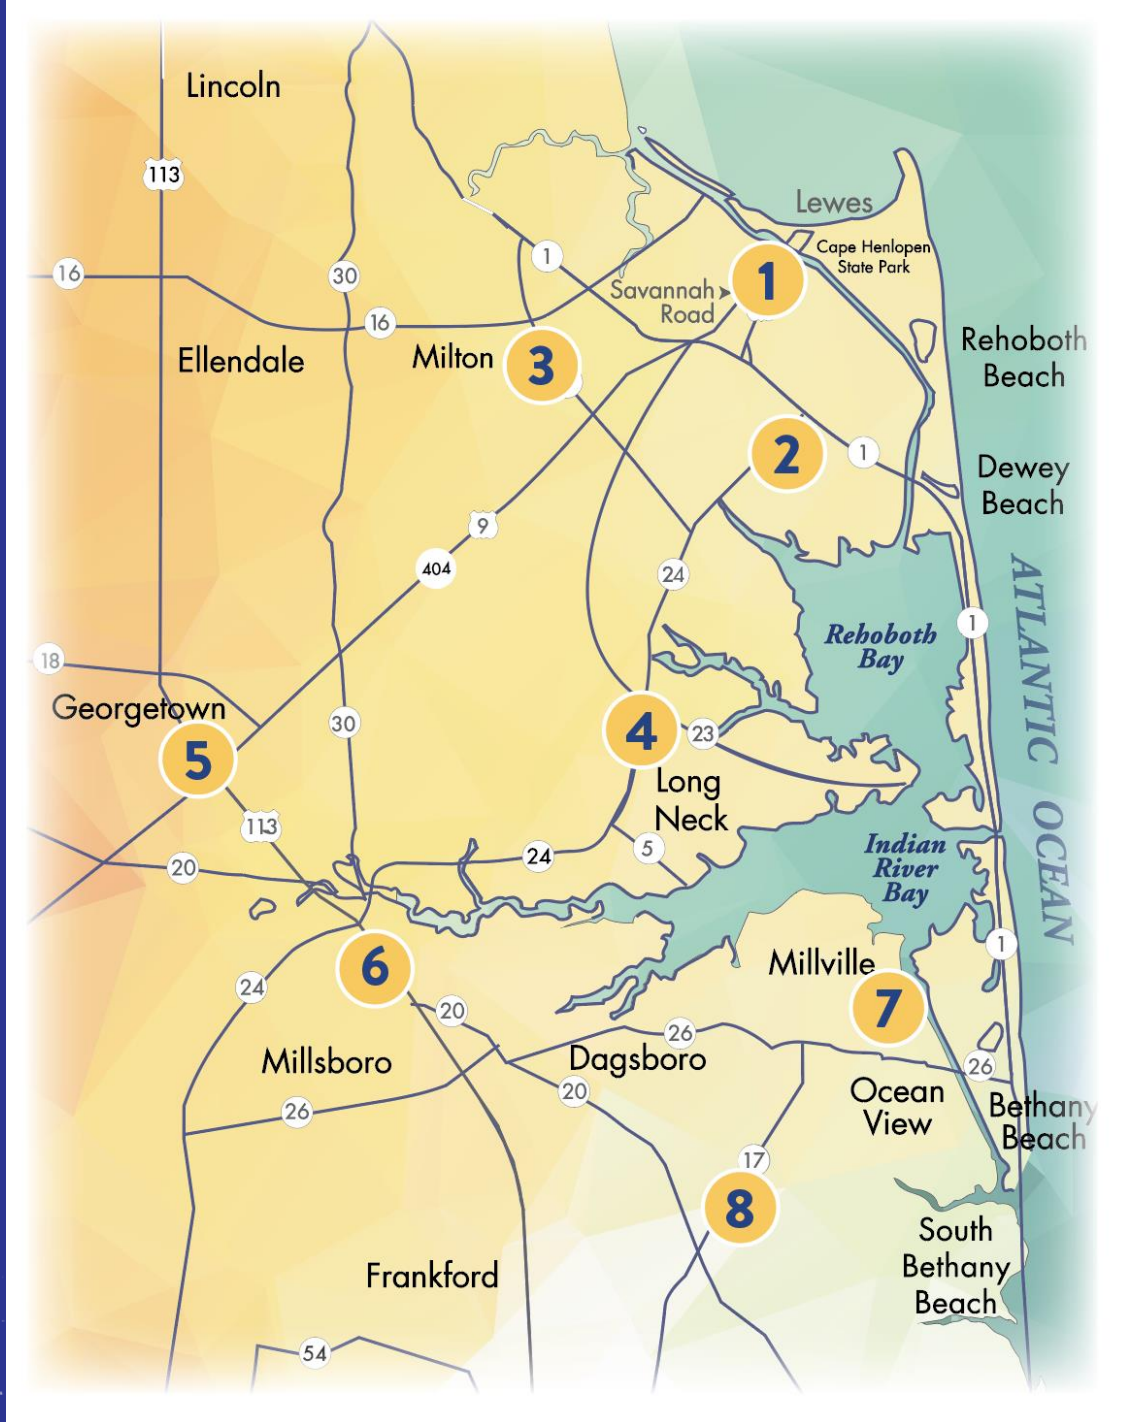 Lincoln
113
Lewes
1
Cape Henlopen
State Park
16
30
1
Savannah
Road
16
Ellendale
Milton
3
Rehoboth
Beach
2
1
Dewey
Beach
9
404
24
ATLANTIC OCEAN
1
Rehoboth
Bay
18
Georgetown
30
4
23
5
Long
Neck
113
5
24
20
Indian
River
Bay
1
6
Millville
24
7
20
26
Millsboro
Dagsboro
26
20
26
Ocean
View
Bethany
Beach
17
8
South
Bethany
Beach
Frankford
54